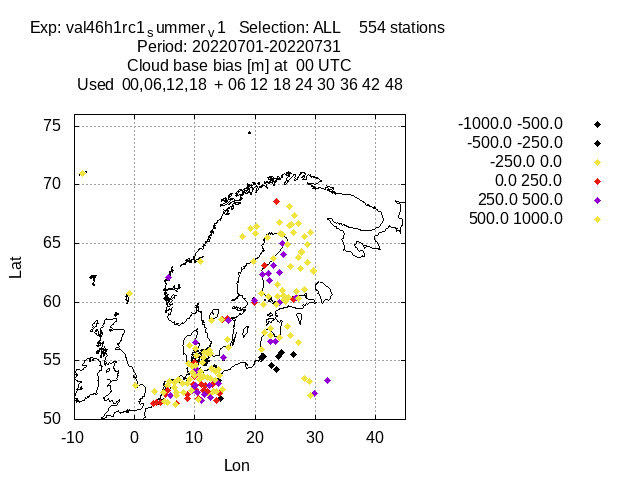 Exp: val46h1rc1summerv1 Selection: ALL 554 stations
Period: 20220701-20220731
Cloud base bias [m] at 00 UTC
Used 00,06,12,18 + 06 12 18 24 30 36 42 48
75
70
65
60
55
50
Lat
-10 0 10 20 30 40
Lon
-1000.0 -500.0
-500.0 -250.0
-250.0 0.0
0.0 250.0
250.0 500.0
500.0 1000.0